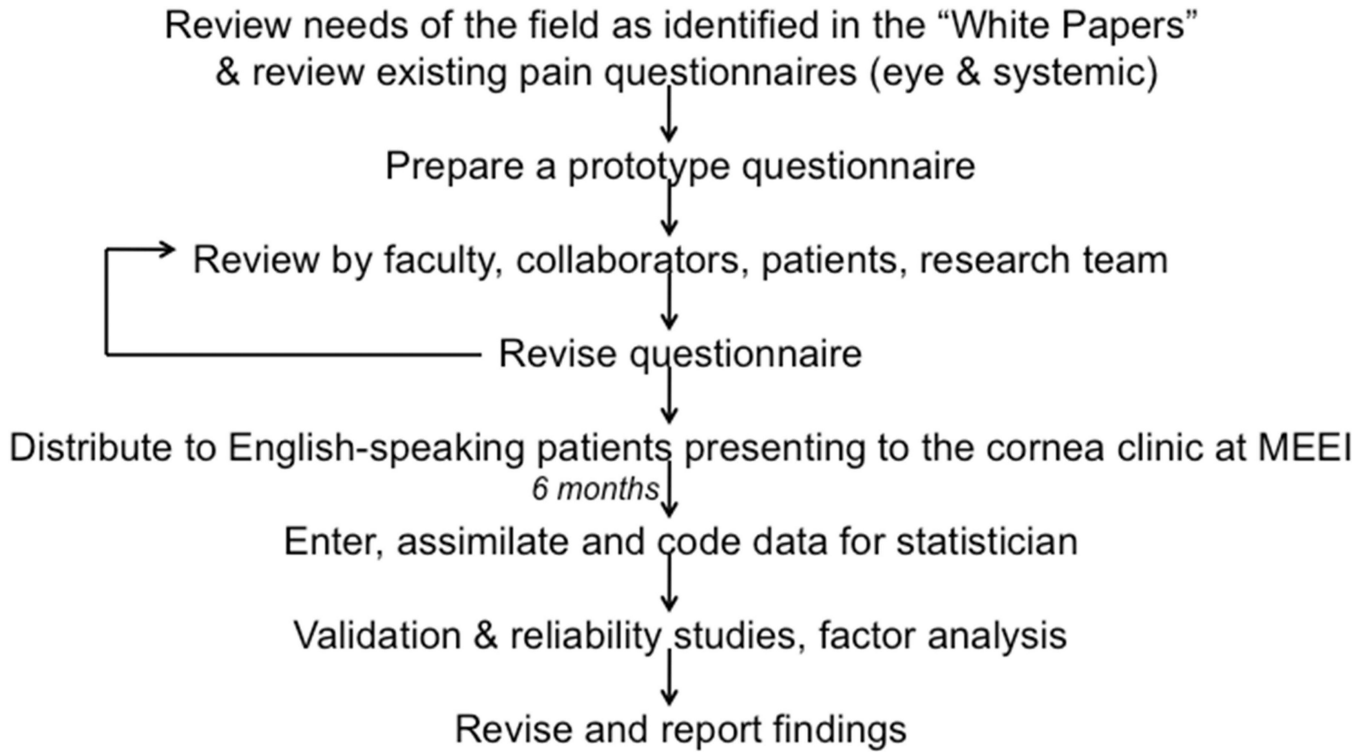 Review needs of the field as identified in the “White Papers”
& review existing pain questionnaires (eye & systemic)
Prepare a prototype questionnaire
Review by faculty, collaborators, patients, research team
Revise questionnaire
Distribute to English-speaking patients presenting to the cornea clinic at MEEI
6 months
Enter, assimilate and code data for statistician
Validation & reliability studies, factor analysis
Revise and report findings